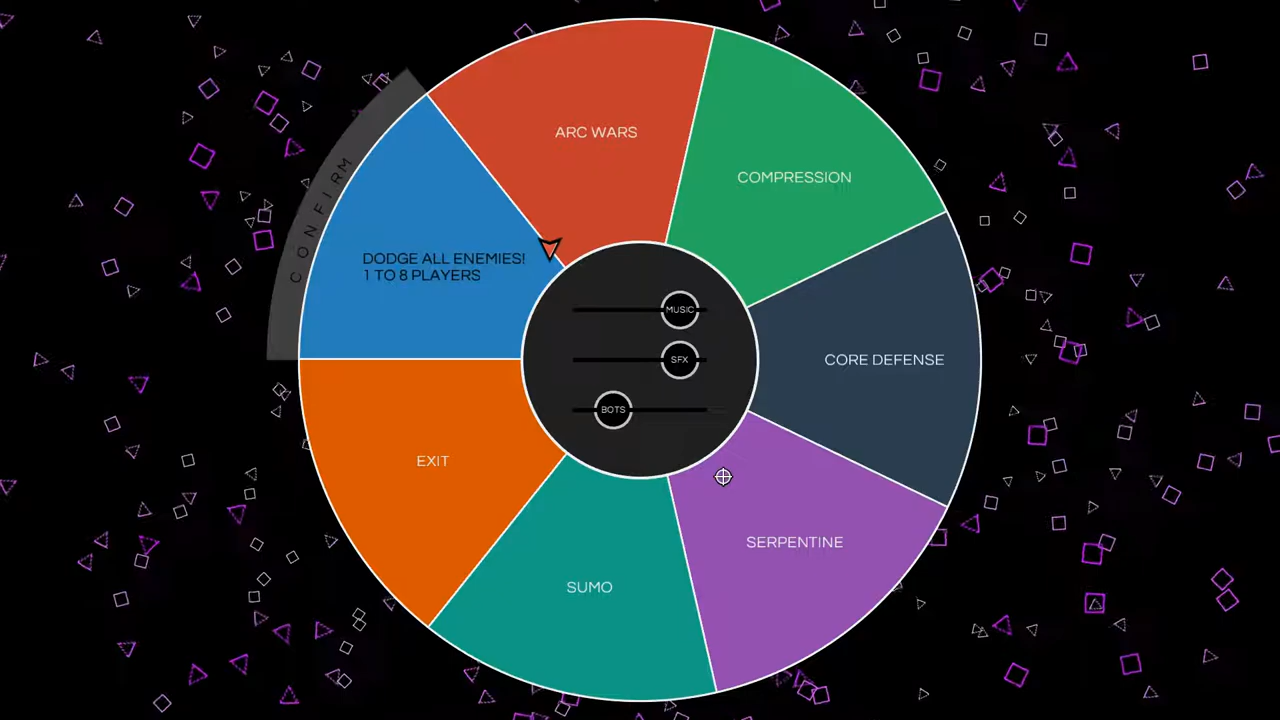 ARC WARS
COMPRESSION
CONFIRM
DODGE ALL ENEMIES!
1 TO 8 PLAYERS
MUSIC
SFX
BOTS
CORE DEFENSE
EXIT
SERPENTINE
SUMO